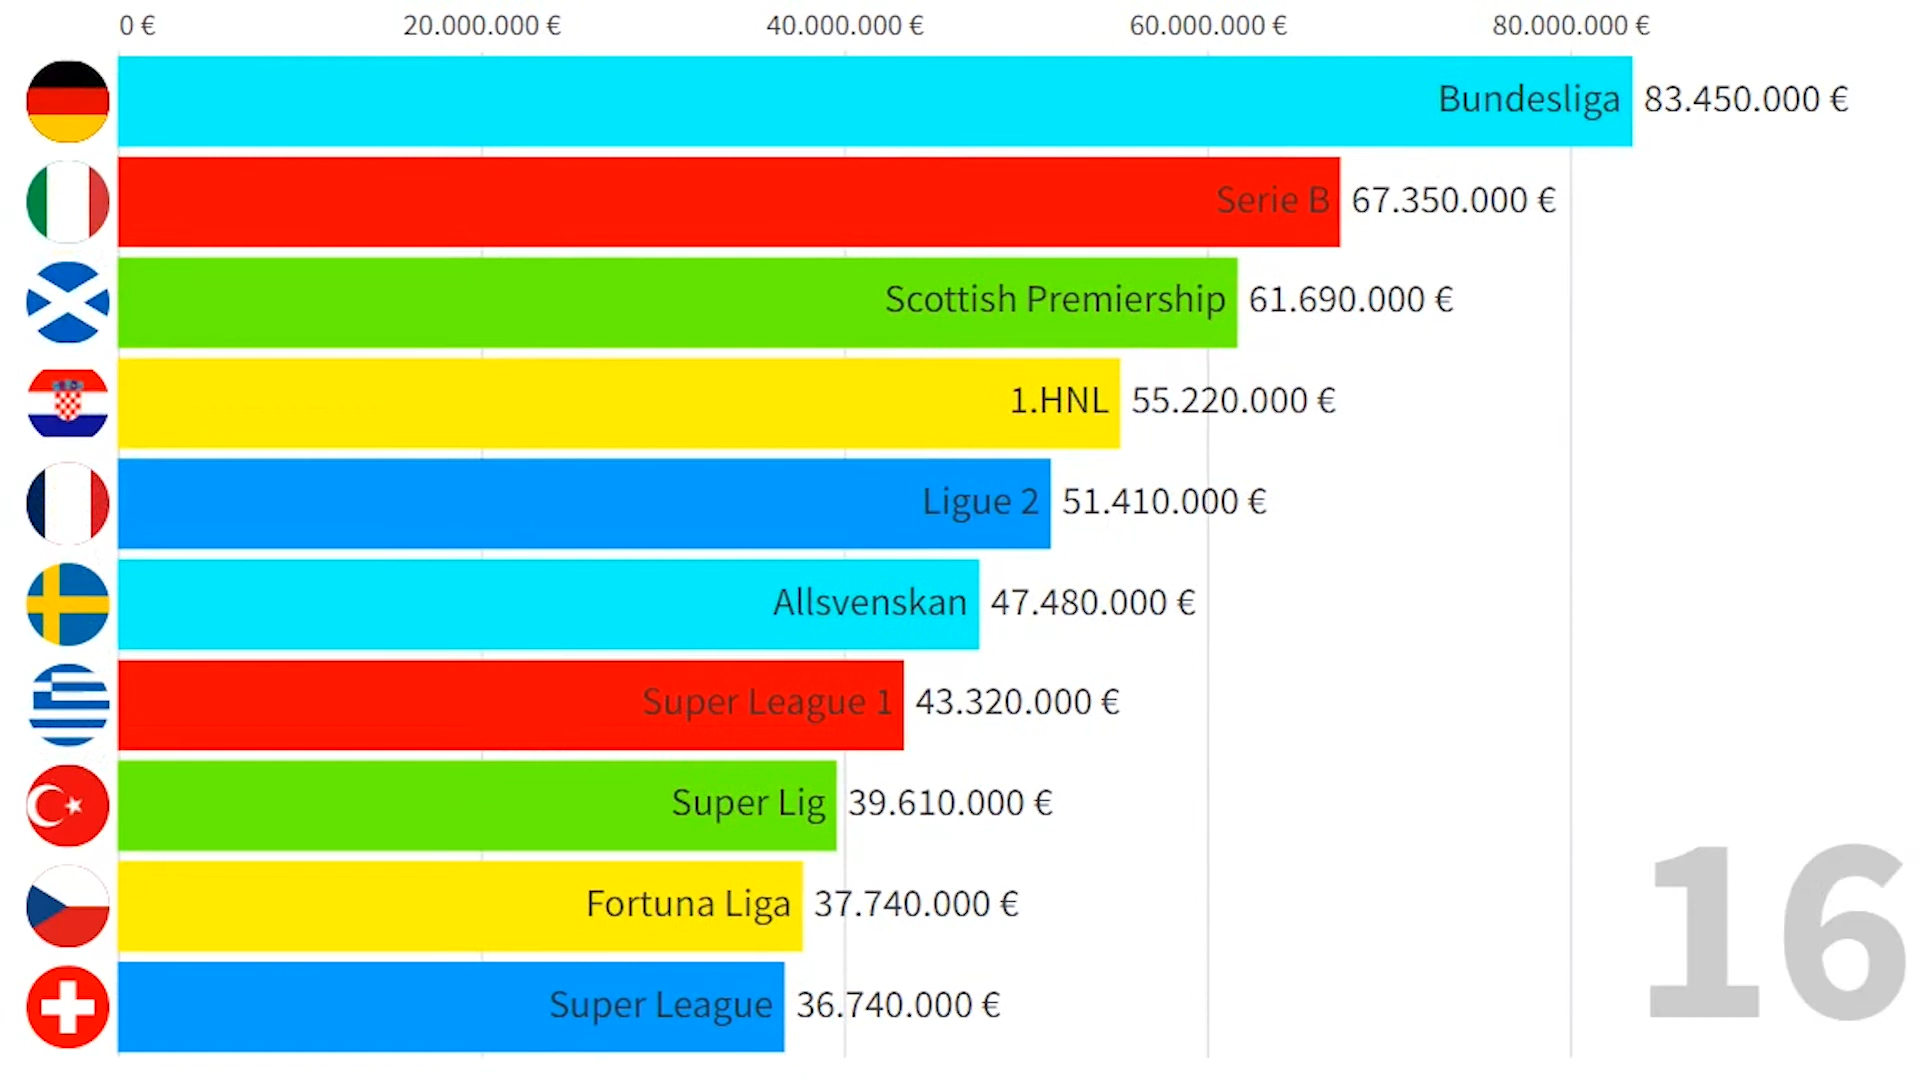 0 € 20.000.000 € 40.000.000 € 60.000.000 € 80.000.000 €
Bundesliga 83.450.000 €
Serie B 67.350.000 €
Scottish Premiership 61.690.000 €
1.HNL 55.220.000 €
Ligue 2 51.410.000 €
Allsvenskan 47.480.000 €
Super League 1 43.320.000 €
Super Lig 39.610.000 €
Fortuna Liga 37.740.000 €
Super League 36.740.000 €
16